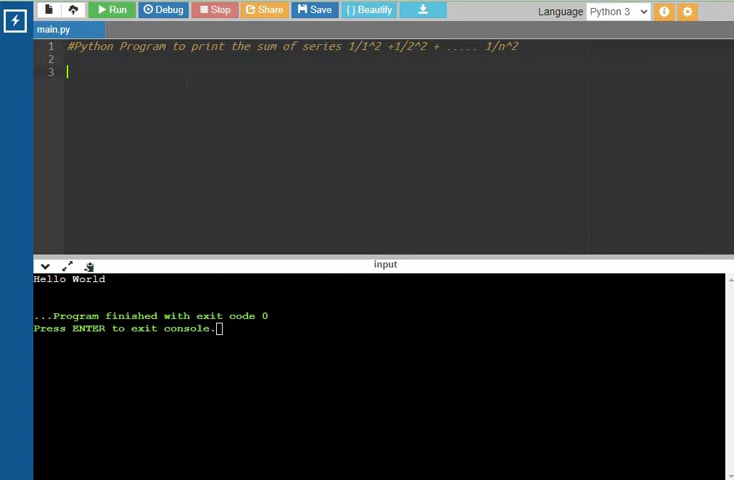 Run Debug Stop Share Save { } Beautify Language Python 3
main.py
1 #Python Program to print the sum of series 1/1^2 +1/2^2 + ..... 1/n^2
2
3
input
Hello World
...Program finished with exit code 0
Press ENTER to exit console.